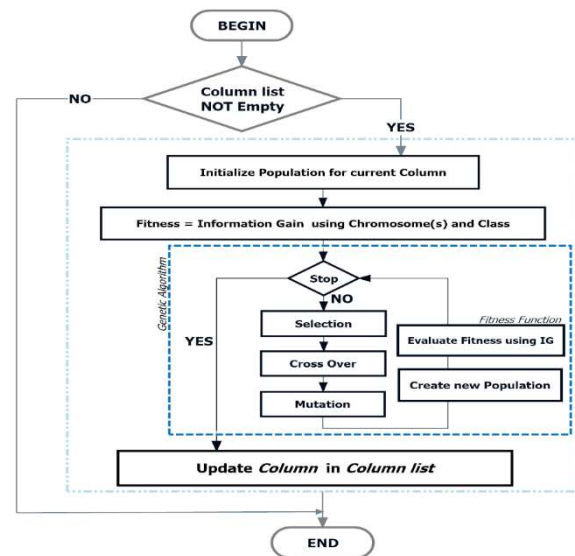 BEGIN
Column list
NOT Empty
NO
YES
Initialize Population for current Column
Fitness = Information Gain using Chromosome(s) and Class
Genetic Algorithm
Stop
NO
YES
Selection
Fitness Function
Evaluate Fitness using IG
Cross Over
Create new Population
Mutation
Update Column in Column list
END